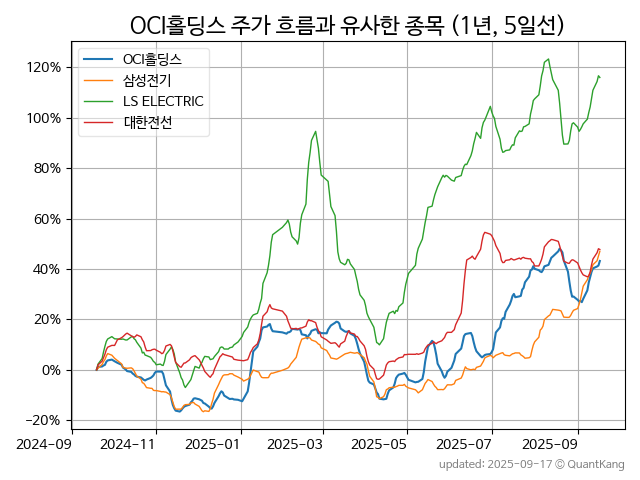 OCI홀딩스 주가 흐름과 유사한 종목 (1년, 5일선)
OCI홀딩스
삼성전기
LS ELECTRIC
대한전선
120%
100%
80%
60%
40%
20%
0%
−20%
2024-09
2024-11
2025-01
2025-03
2025-05
2025-07
2025-09
updated: 2025-09-17 © QuantKang